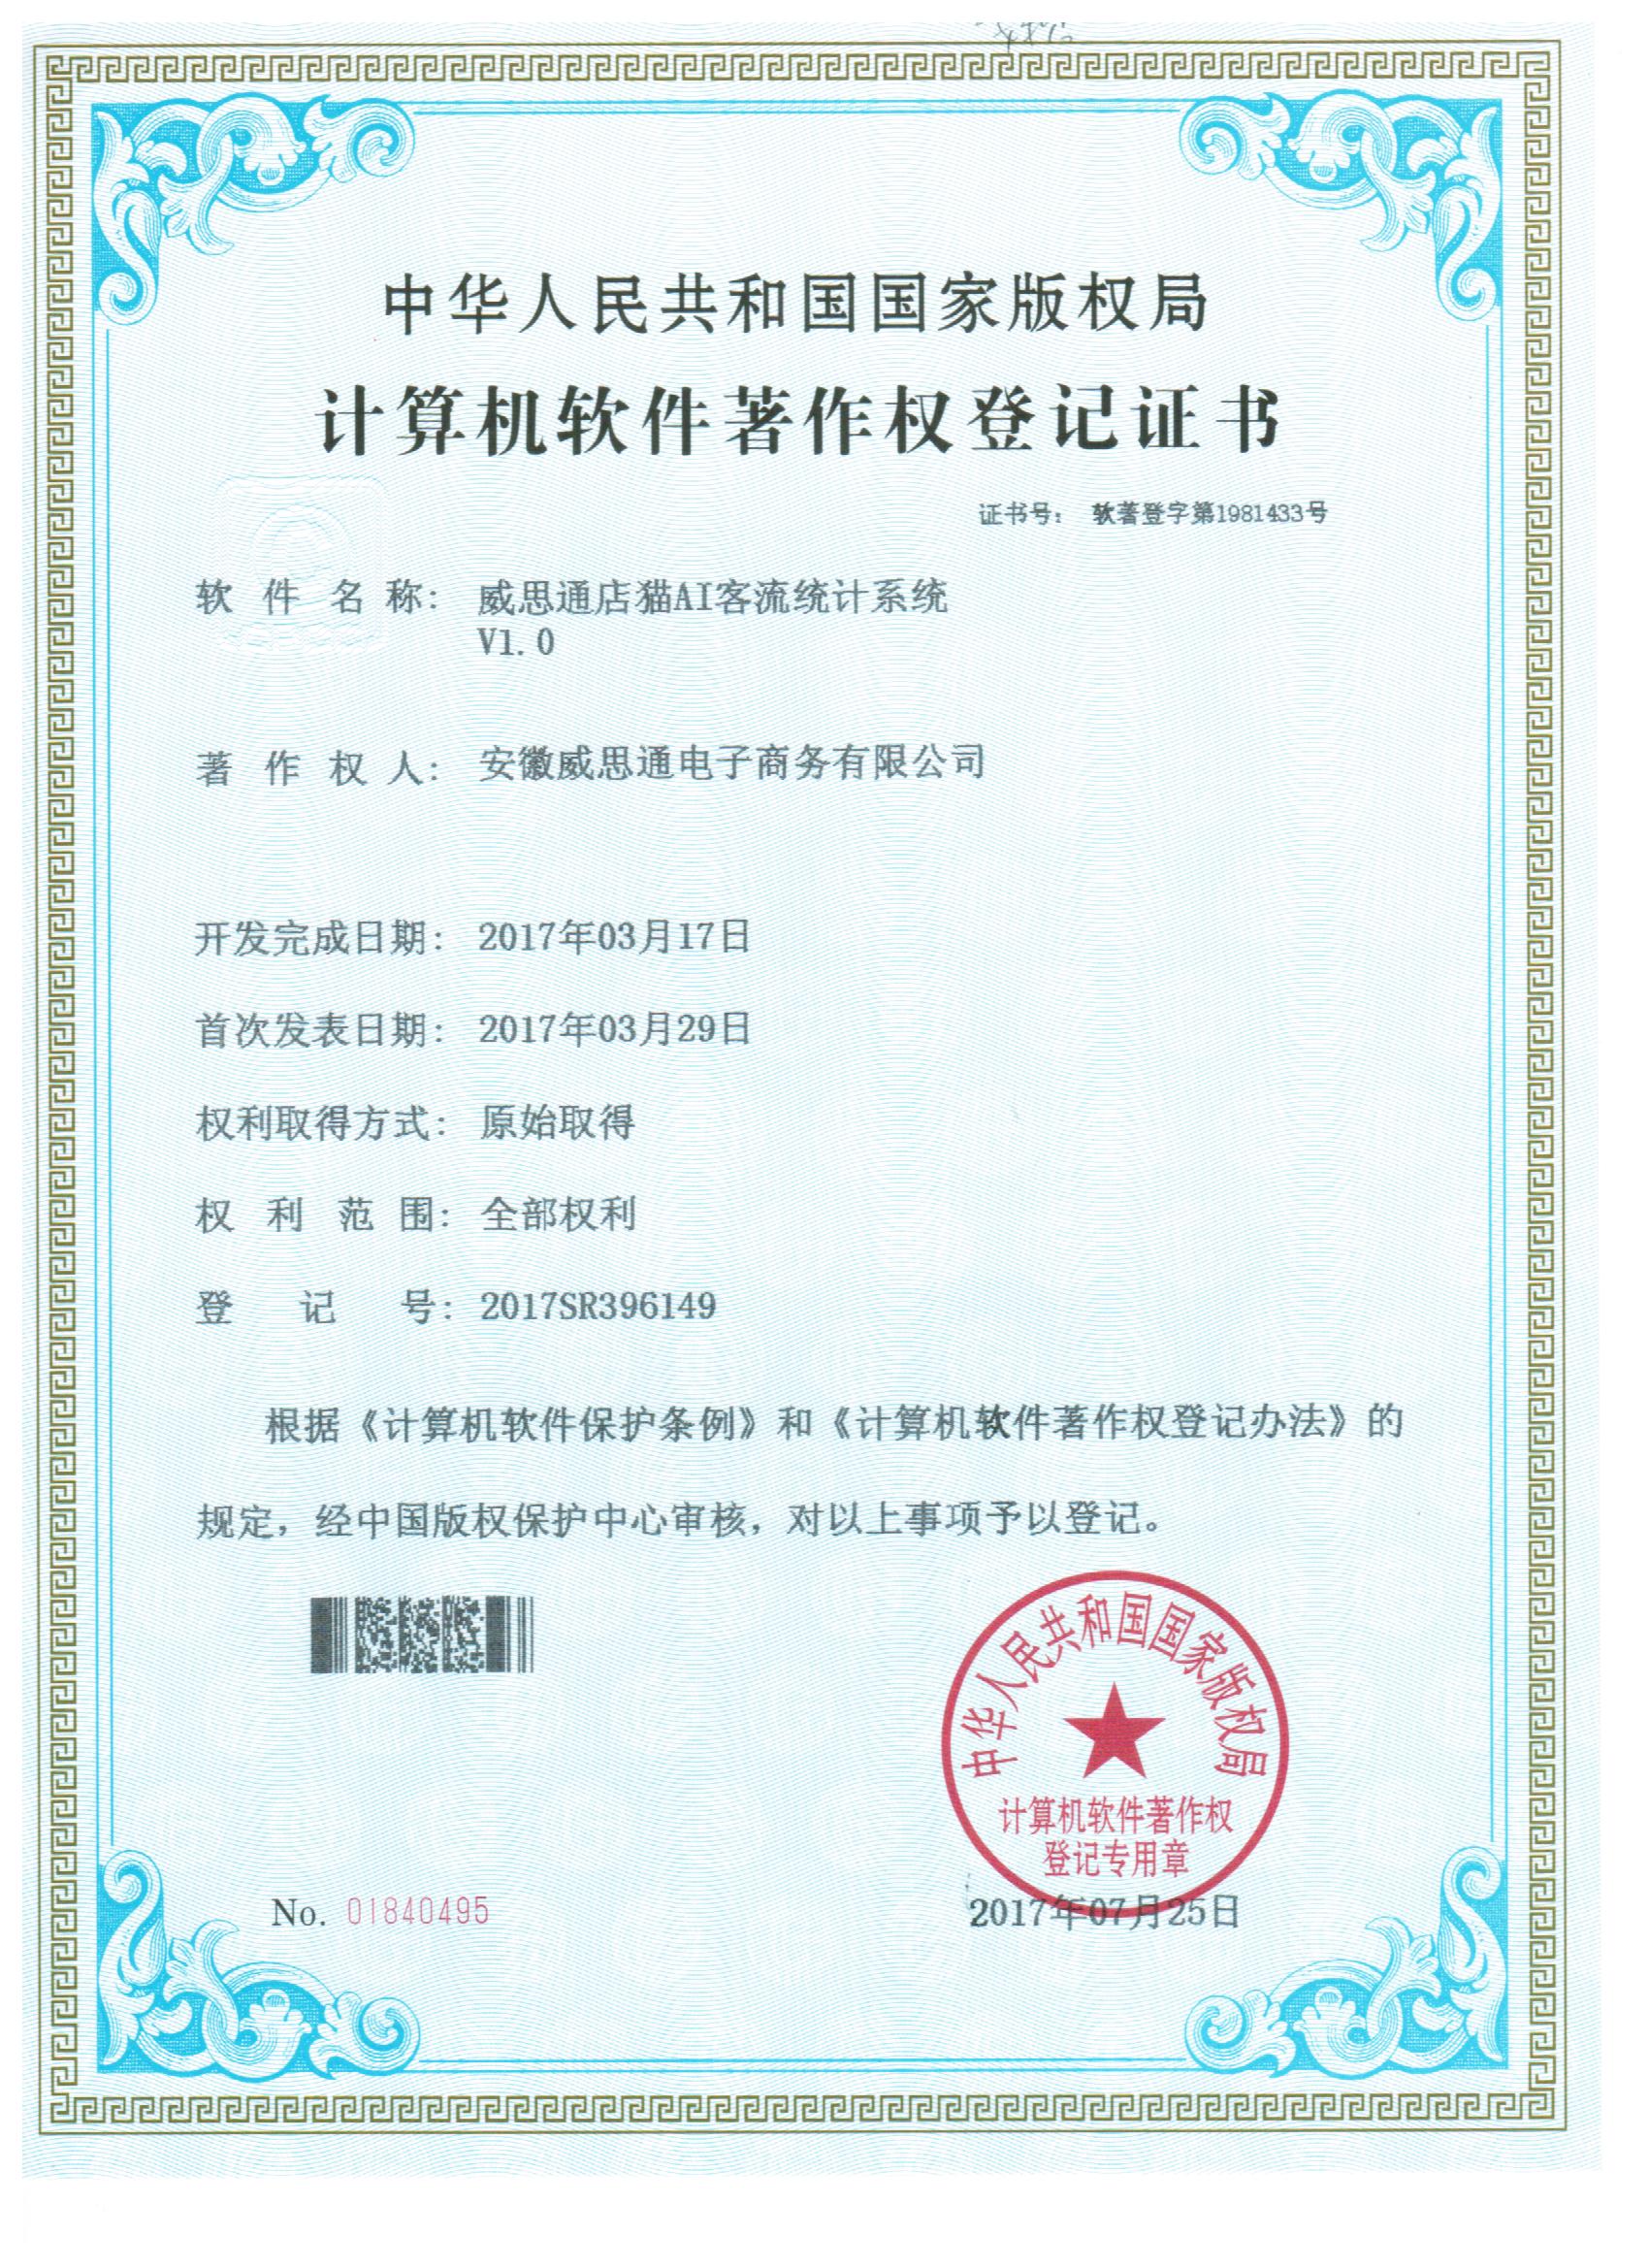 中华人民共和国国家版权局
计算机软件著作权登记证书
证书号： 软著登字第1981433号
软件名称： 威思通店猫AI客流统计系统
V1.0
著作权人： 安徽威思通电子商务有限公司
开发完成日期： 2017年03月17日
首次发表日期： 2017年03月29日
权利取得方式： 原始取得
权利范围： 全部权利
登记号： 2017SR396149
根据《计算机软件保护条例》和《计算机软件著作权登记办法》的
规定，经中国版权保护中心审核，对以上事项予以登记。
中华人民共和国国家版权局
计算机软件著作权
登记专用章
No. 01840495
2017年07月25日